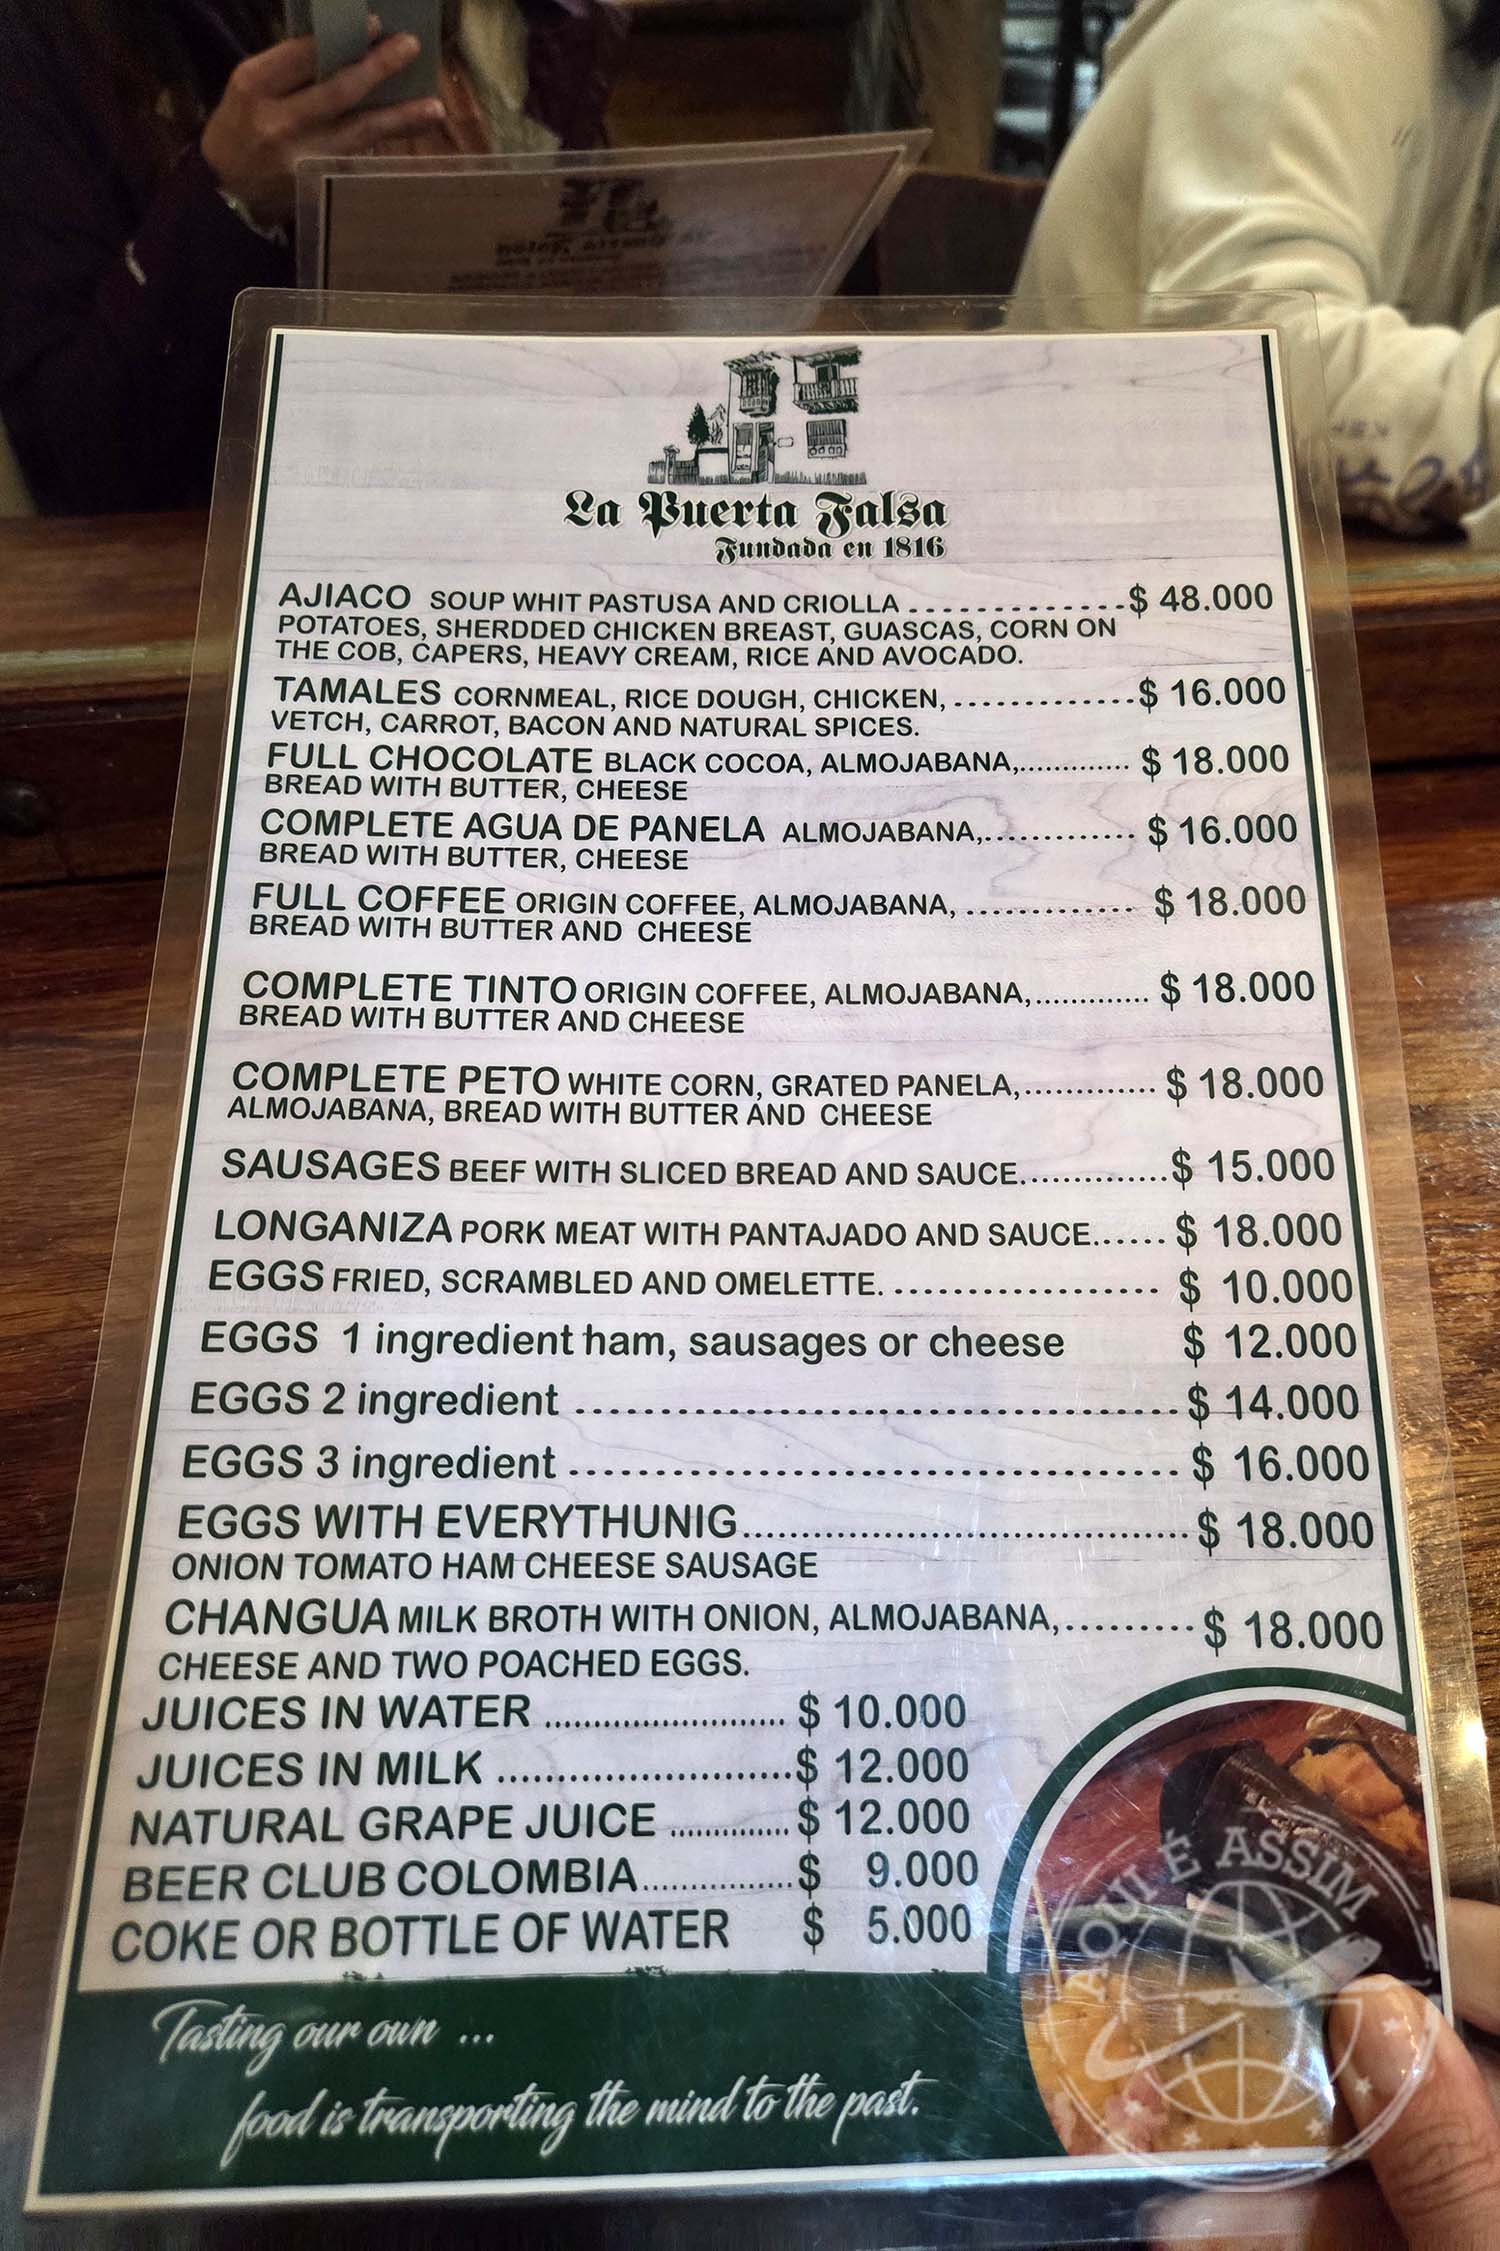 La Puerta Falsa
Fundada en 1816
AJIACO SOUP WHIT PASTUSA AND CRIOLLA .............$ 48.000
POTATOES, SHERDDED CHICKEN BREAST, GUASCAS, CORN ON
THE COB, CAPERS, HEAVY CREAM, RICE AND AVOCADO.
TAMALES CORNMEAL, RICE DOUGH, CHICKEN, .............$ 16.000
VETCH, CARROT, BACON AND NATURAL SPICES.
FULL CHOCOLATE BLACK COCOA, ALMOJABANA,............. $ 18.000
BREAD WITH BUTTER, CHEESE
COMPLETE AGUA DE PANELA ALMOJABANA,............. $ 16.000
BREAD WITH BUTTER, CHEESE
FULL COFFEE ORIGIN COFFEE, ALMOJABANA, ............. $ 18.000
BREAD WITH BUTTER AND CHEESE
COMPLETE TINTO ORIGIN COFFEE, ALMOJABANA,............. $ 18.000
BREAD WITH BUTTER AND CHEESE
COMPLETE PETO WHITE CORN, GRATED PANELA,............. $ 18.000
ALMOJABANA, BREAD WITH BUTTER AND CHEESE
SAUSAGES BEEF WITH SLICED BREAD AND SAUCE..............$ 15.000
LONGANIZA PORK MEAT WITH PANTAJADO AND SAUCE...... $ 18.000
EGGS FRIED, SCRAMBLED AND OMELETTE. ................... $ 10.000
EGGS 1 ingredient ham, sausages or cheese $ 12.000
EGGS 2 ingredient .....................................$ 14.000
EGGS 3 ingredient ..................................... $ 16.000
EGGS WITH EVERYTHUNIG.............................................$ 18.000
ONION TOMATO HAM CHEESE SAUSAGE
CHANGUA MILK BROTH WITH ONION, ALMOJABANA,......... $ 18.000
CHEESE AND TWO POACHED EGGS.
JUICES IN WATER ......................... $ 10.000
JUICES IN MILK ...........................$ 12.000
NATURAL GRAPE JUICE ..............$ 12.000
BEER CLUB COLOMBIA................$ 9.000
COKE OR BOTTLE OF WATER $ 5.000
Tasting our own ...
food is transporting the mind to the past.
AQUI É ASSIM